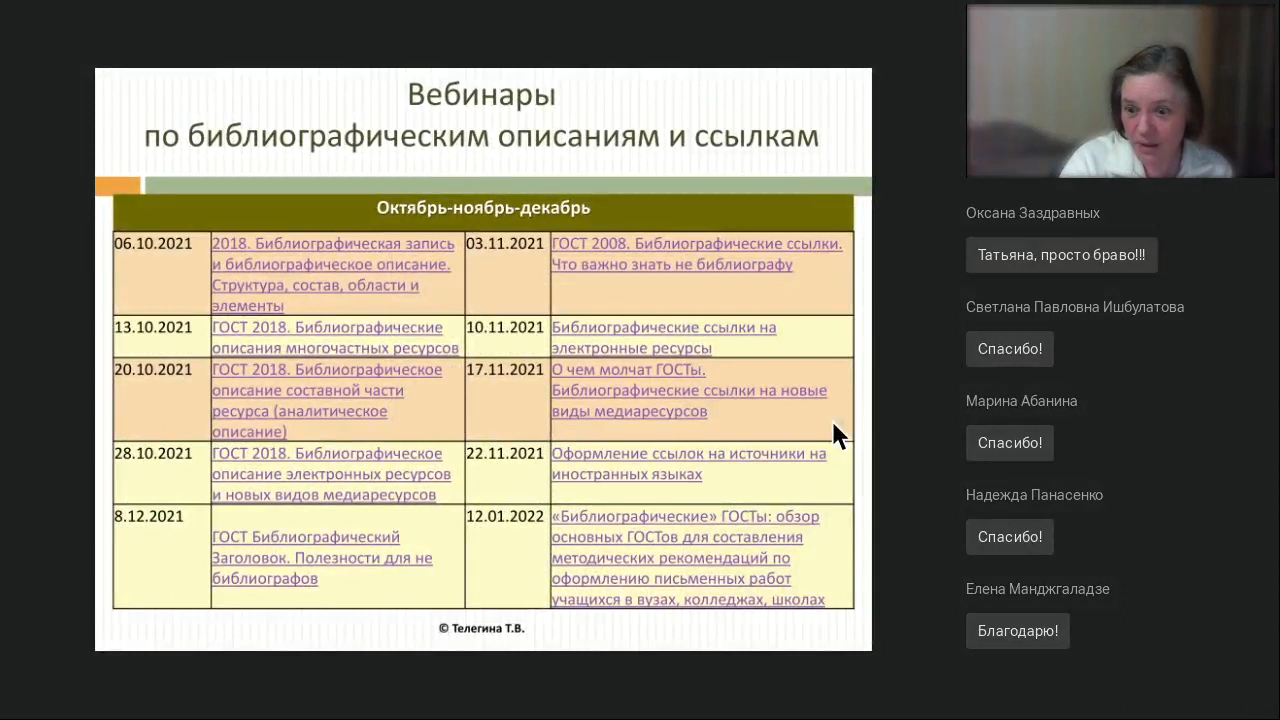 Вебинары
по библиографическим описаниям и ссылкам
Октябрь-ноябрь-декабрь
06.10.2021
2018. Библиографическая запись
и библиографическое описание.
Структура, состав, области и
элементы
03.11.2021
ГОСТ 2008. Библиографические ссылки.
Что важно знать не библиографу
13.10.2021
ГОСТ 2018. Библиографические
описания многочастных ресурсов
10.11.2021
Библиографические ссылки на
электронные ресурсы
20.10.2021
ГОСТ 2018. Библиографическое
описание составной части
ресурса (аналитическое
описание)
17.11.2021
О чем молчат ГОСТы.
Библиографические ссылки на новые
виды медиаресурсов
28.10.2021
ГОСТ 2018. Библиографическое
описание электронных ресурсов
и новых видов медиаресурсов
22.11.2021
Оформление ссылок на источники на
иностранных языках
8.12.2021
ГОСТ Библиографический
Заголовок. Полезности для не
библиографов
12.01.2022
«Библиографические» ГОСТы: обзор
основных ГОСТов для составления
методических рекомендаций по
оформлению письменных работ
учащихся в вузах, колледжах, школах
© Телегина Т.В.
Оксана Заздравных
Татьяна, просто браво!!!
Светлана Павловна Ишбулатова
Спасибо!
Марина Абанина
Спасибо!
Надежда Панасенко
Спасибо!
Елена Манджгаладзе
Благодарю!